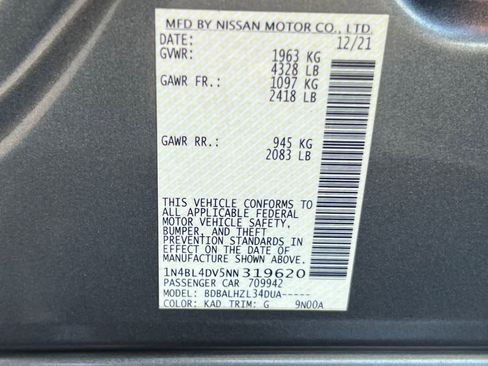 MFD BY NISSAN MOTOR CO., LTD.
DATE: 12/21
GVWR: 1963 KG
4328 LB
GAWR FR.: 1097 KG
2418 LB
GAWR RR.: 945 KG
2083 LB
THIS VEHICLE CONFORMS TO
ALL APPLICABLE FEDERAL
MOTOR VEHICLE SAFETY,
BUMPER, AND THEFT
PREVENTION STANDARDS
IN EFFECT ON THE DATE OF
MANUFACTURE SHOWN ABOVE.
1N4BL4DV5NN319620
PASSENGER CAR 709942
MODEL: BDBALHZL34DUA-----
COLOR: KAD TRIM: G 9N00A